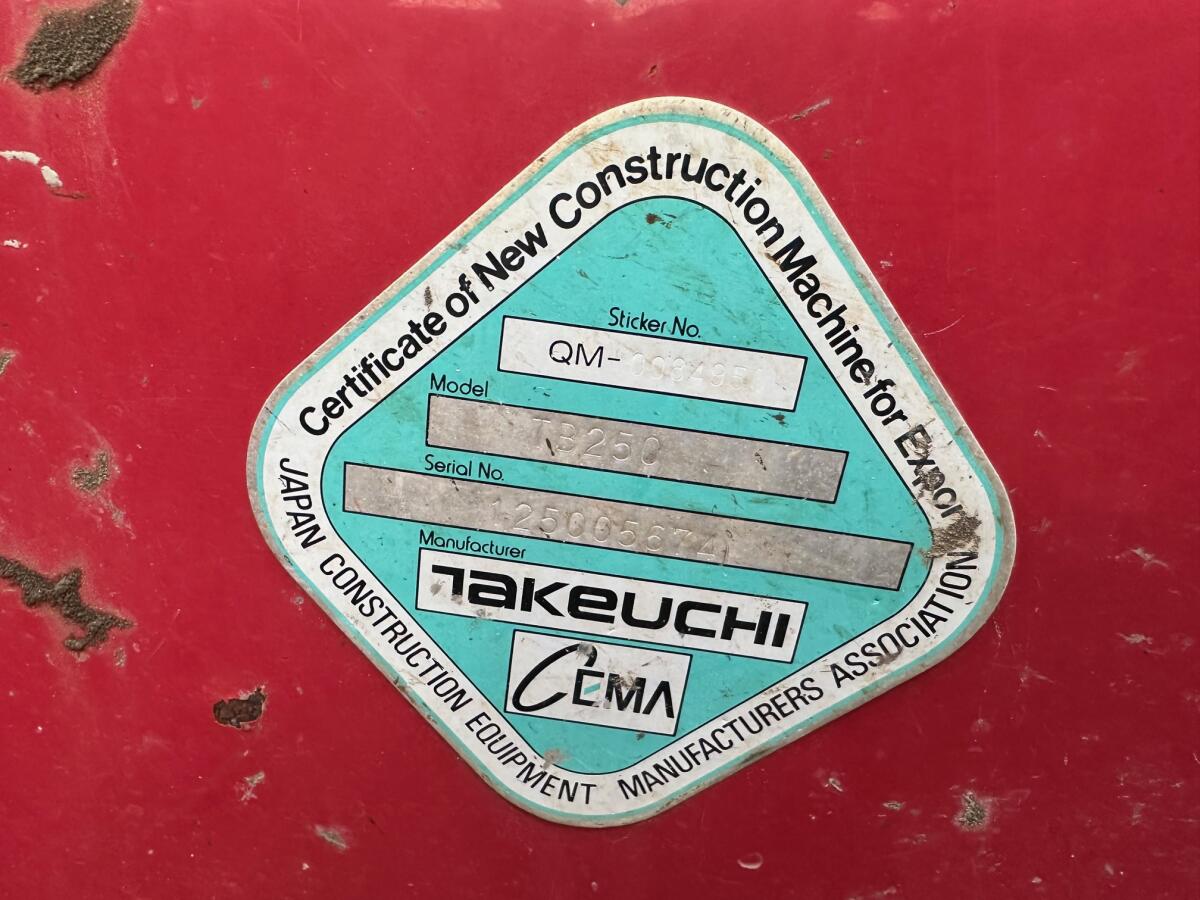 Certificate of New Construction Machine for Export
Sticker No.
QM-
Model
TB250
Serial No.
125005674
Manufacturer
TAKEUCHI
CEMA
JAPAN CONSTRUCTION EQUIPMENT MANUFACTURERS ASSOCIATION